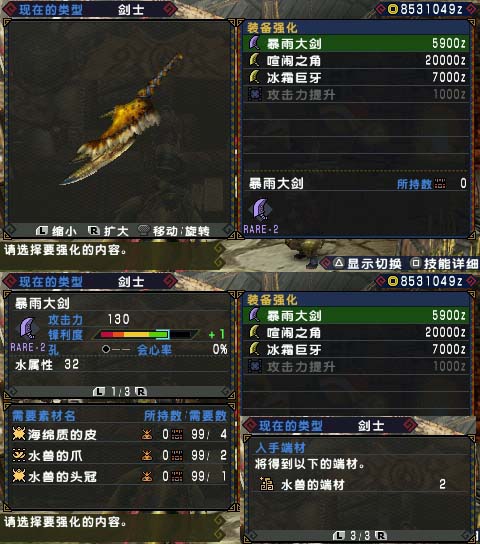 现在的类型 剑士
8531049z
装备强化
暴雨大剑 5900z
喧闹之角 20000z
冰霜巨牙 7000z
攻击力提升 1000z
暴雨大剑 所持数 0
RARE-2
L 缩小 R 扩大 移动/旋转
请选择要强化的内容。
△显示切换 □技能详细
现在的类型 剑士
8531049z
暴雨大剑
攻击力 130
锋利度 +1
RARE-2 孔 ●一一 会心率 0%
水属性 32
L 1/3 R
装备强化
暴雨大剑 5900z
喧闹之角 20000z
冰霜巨牙 7000z
攻击力提升 1000z
需要素材名 所持数/需要数
海绵质的皮 0 99/ 4
水兽的爪 0 99/ 2
水兽的头冠 0 99/ 1
请选择要强化的内容。
现在的类型 剑士
入手端材
将得到以下的端材。
水兽的端材 2
L 3/3 R